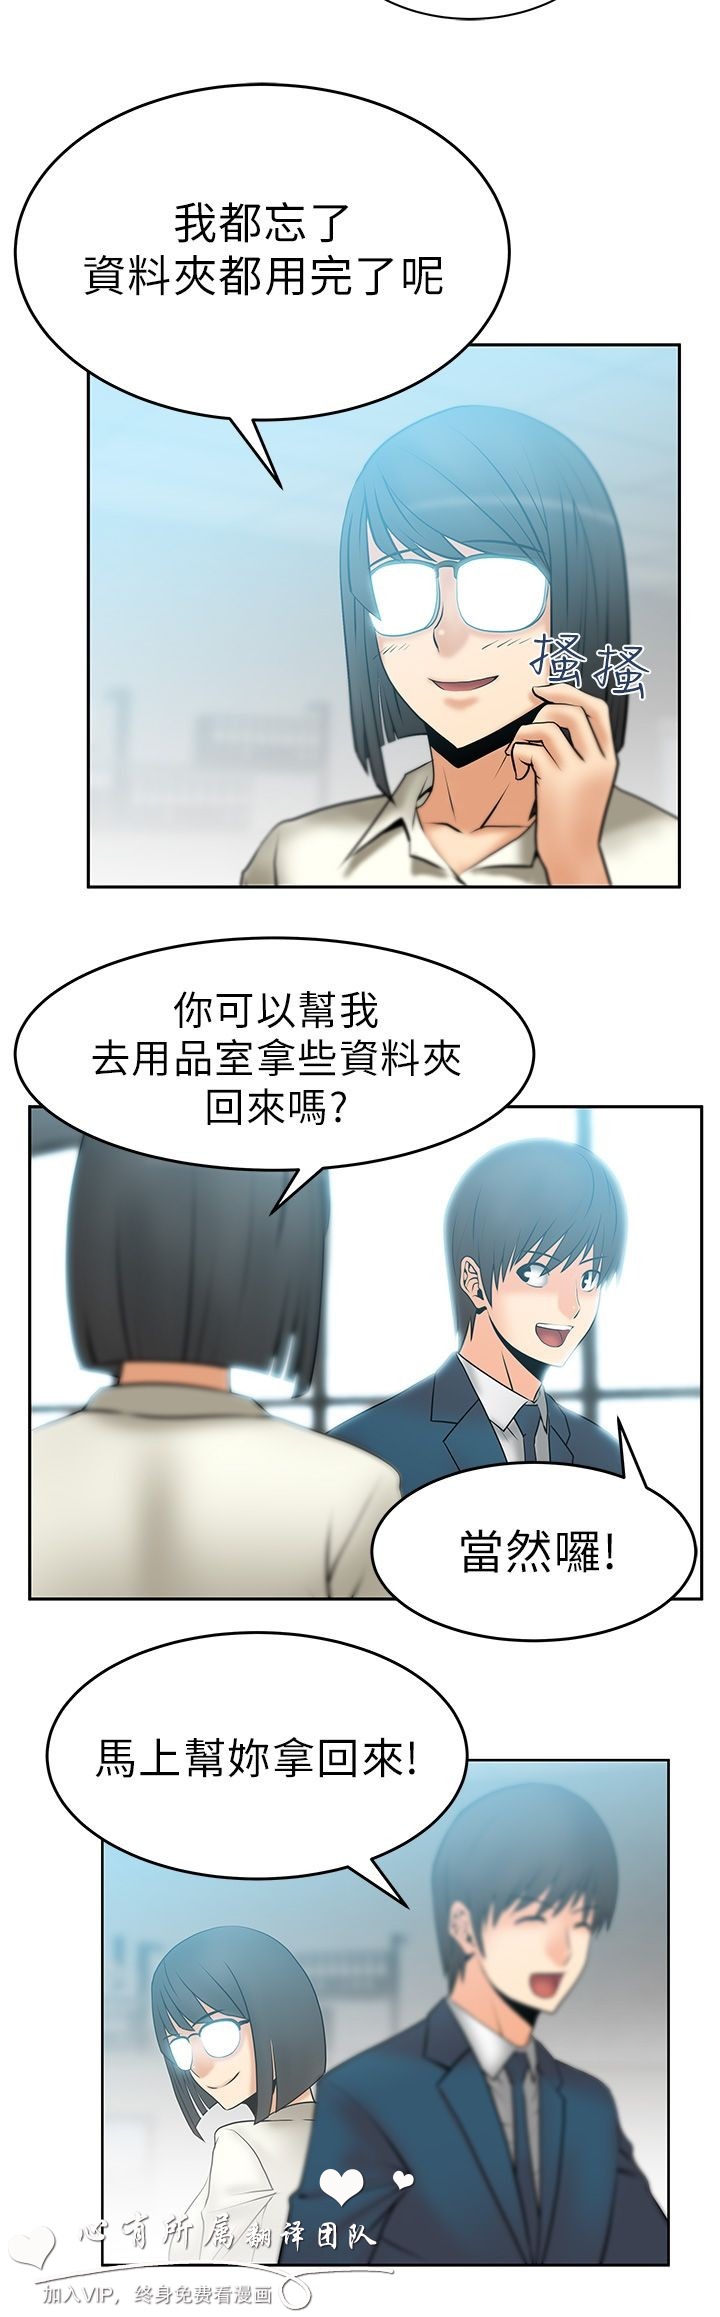 我都忘了
資料夾都用完了呢
搔搔
你可以幫我
去用品室拿些資料夾
回來嗎?
當然囉!
馬上幫妳拿回來!
心有所属翻译团队
加入VIP，终身免费看漫画